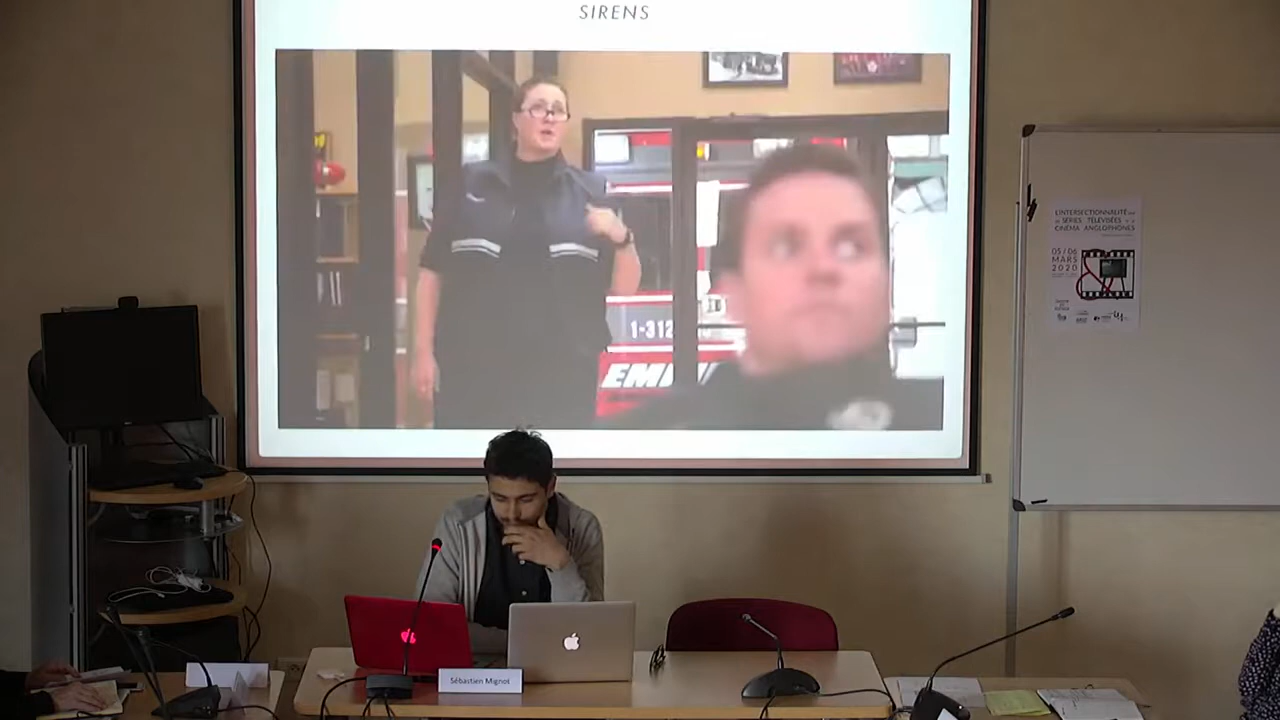 SIRENS
1-312
EM
L'INTERSECTIONNALITÉ
SÉRIES TÉLÉVISÉES
CINÉMA ANGLOPHONES
05/06
MARS
2020
Sébastien Mignot